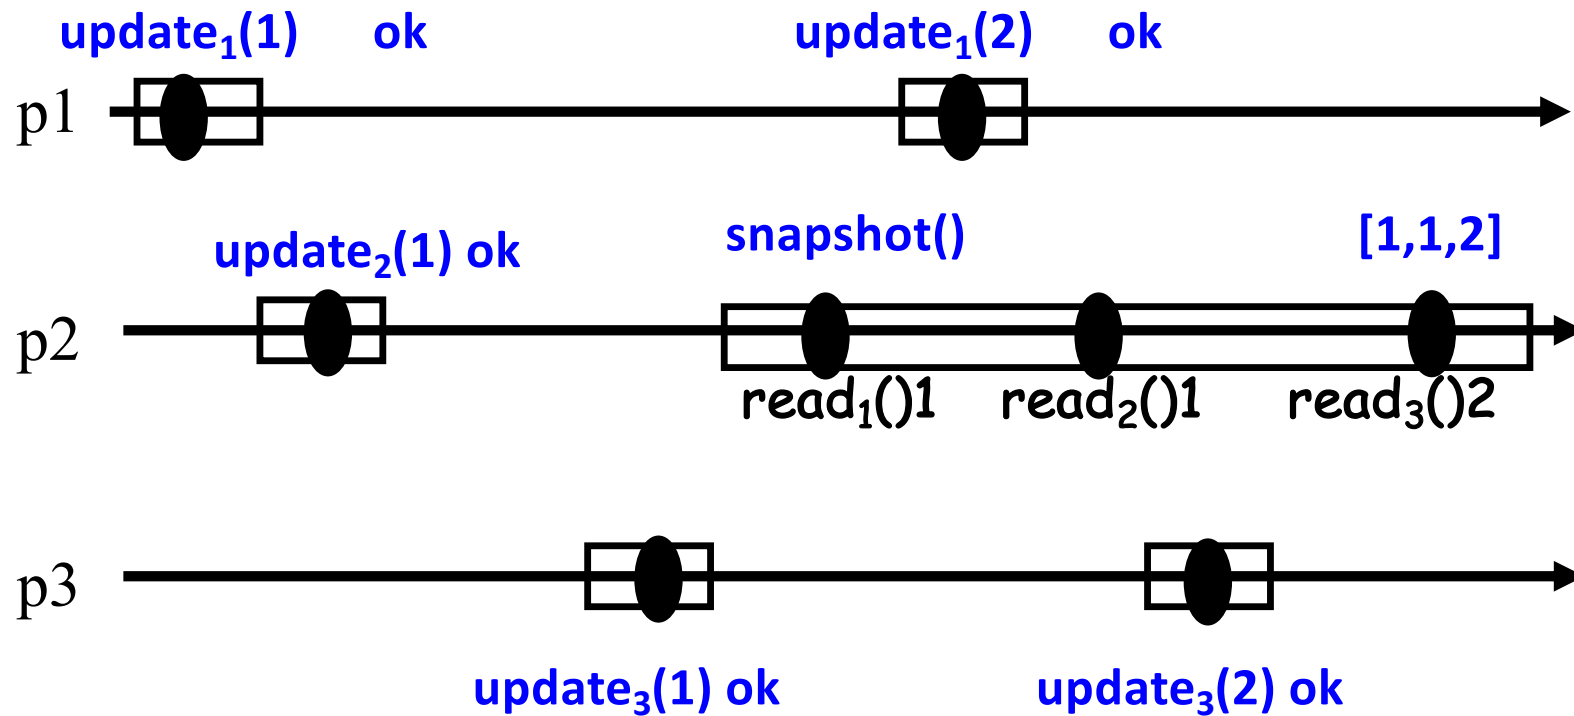 update₁(1) ok update₁(2) ok
p1
update₂(1) ok snapshot() [1,1,2]
p2
read₁()1 read₂()1 read₃()2
p3
update₃(1) ok update₃(2) ok